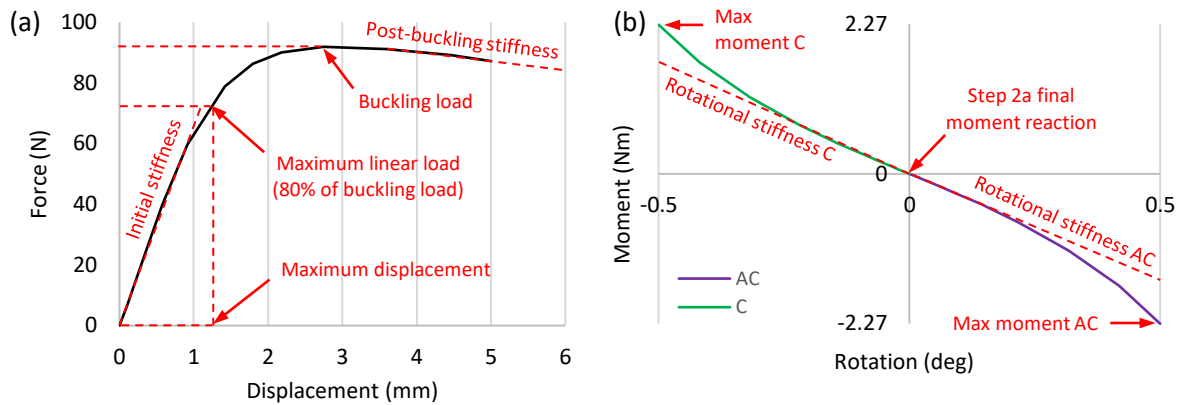 (a)
100
80
60
40
20
0
Force (N)
0 1 2 3 4 5 6
Displacement (mm)
Initial stiffness
Post-buckling stiffness
Buckling load
Maximum linear load
(80% of buckling load)
Maximum displacement
(b)
2.27
0
-2.27
Moment (Nm)
-0.5 0 0.5
Rotation (deg)
Max
moment C
Rotational stiffness C
Step 2a final
moment reaction
Rotational stiffness AC
Max moment AC
AC
C